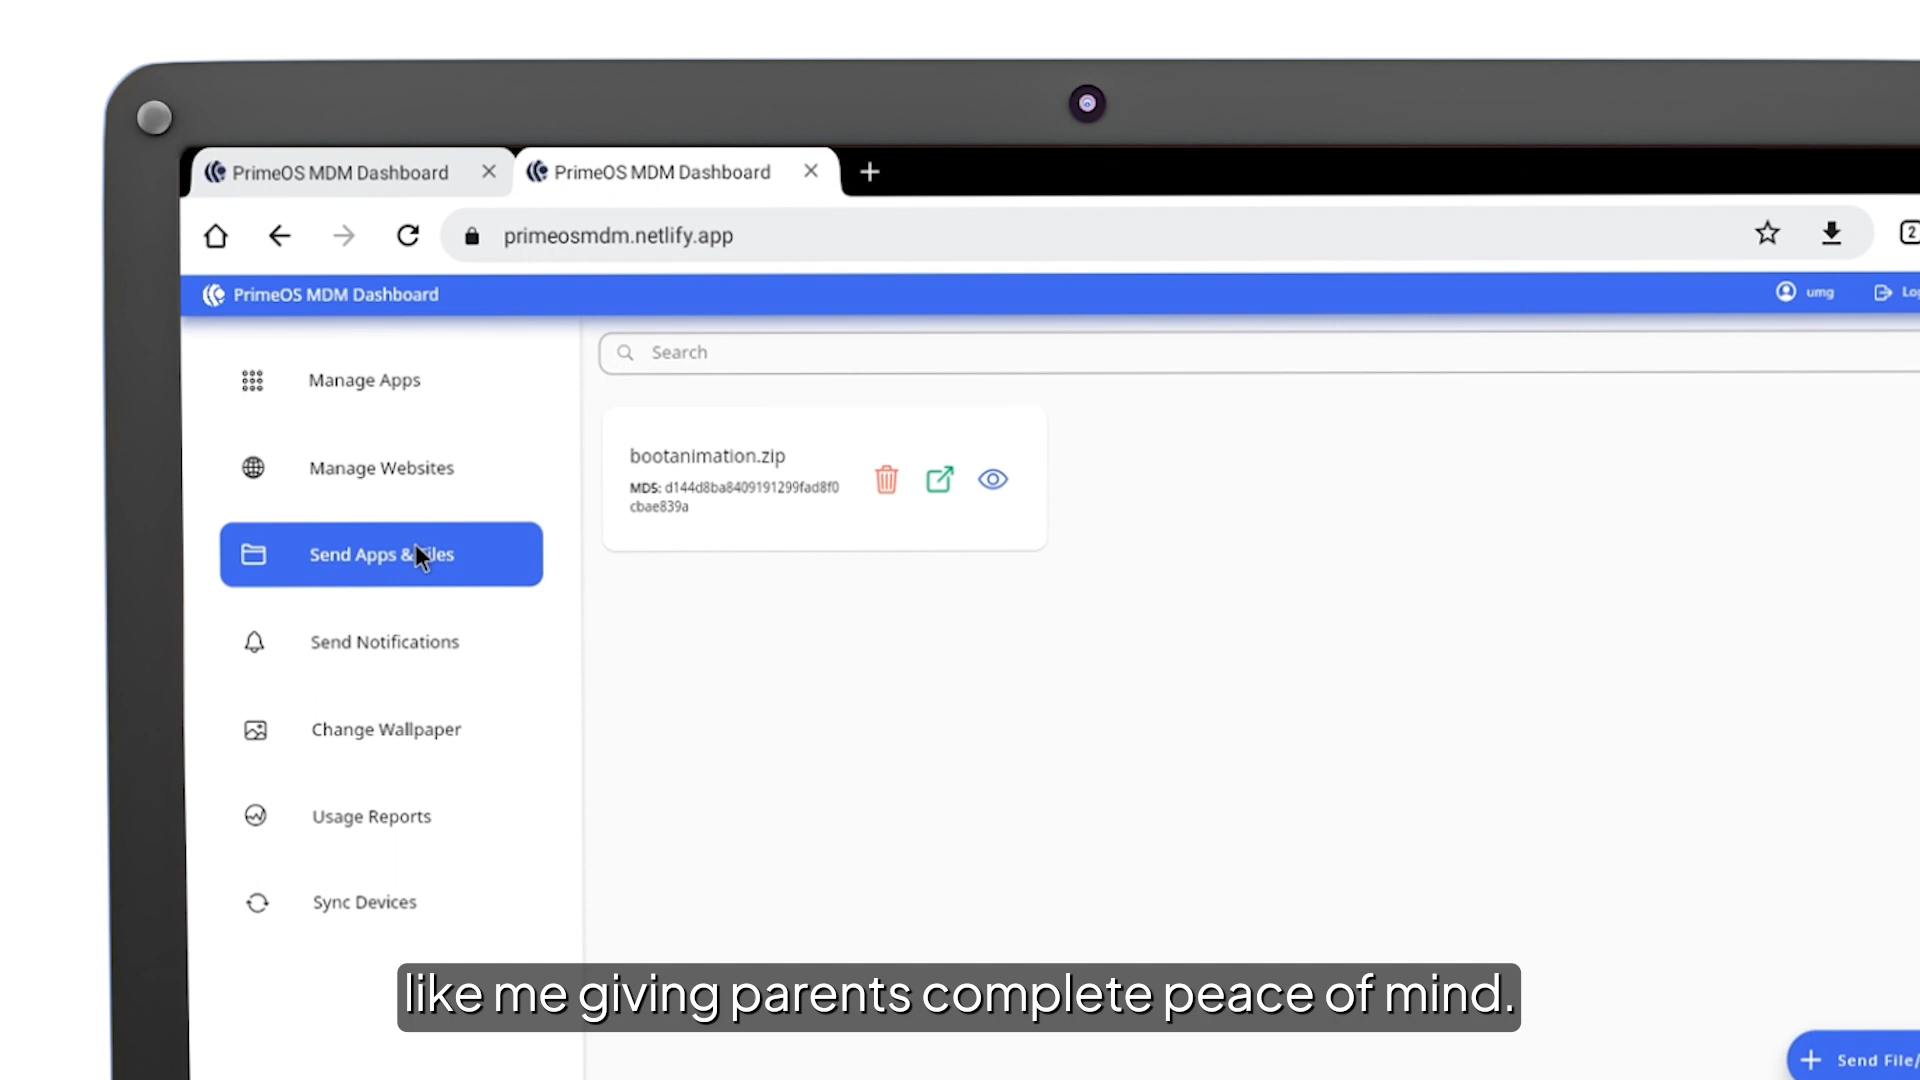 PrimeOS MDM Dashboard
PrimeOS MDM Dashboard
primeosmdm.netlify.app
2
PrimeOS MDM Dashboard
umg
Search
Manage Apps
Manage Websites
Send Apps &
Send Notifications
Change Wallpaper
Usage Reports
Sync Devices
bootanimation.zip
MD5: d144d8ba8409191299fad8f0
cbae839a
like me giving parents complete peace of mind.
Send File/